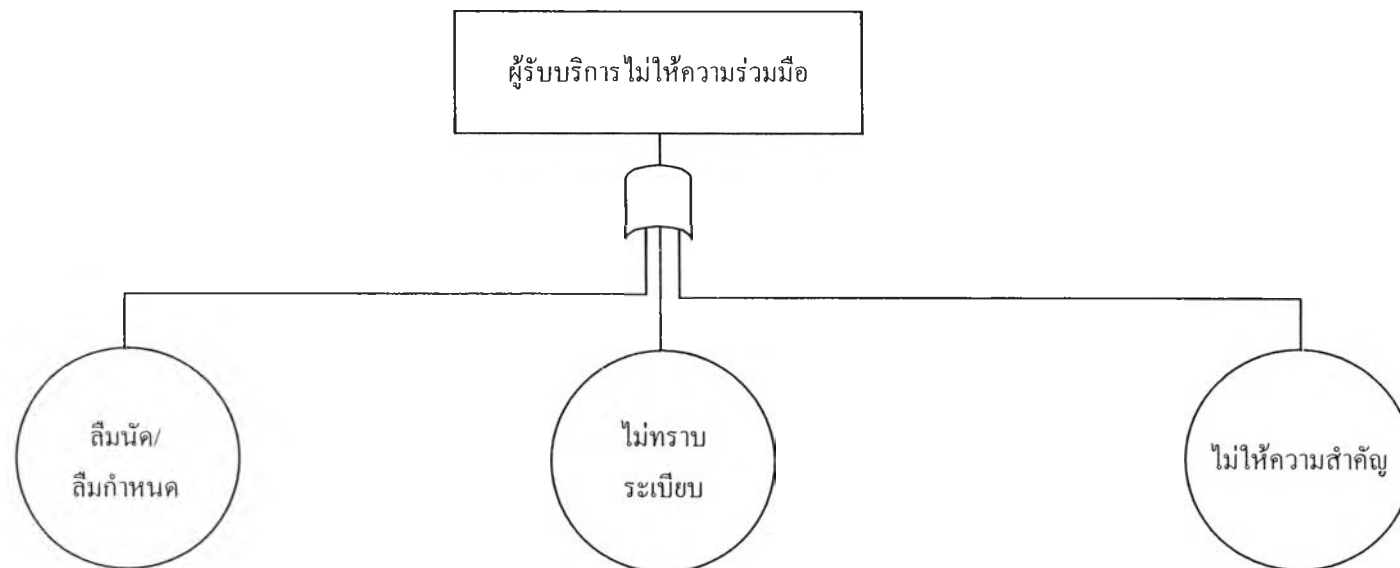 ผู้รับบริการไม่ให้ความร่วมมือ
ลืมนัด/
ลืมกำหนด
ไม่ทราบ
ระเบียบ
ไม่ให้ความสำคัญ